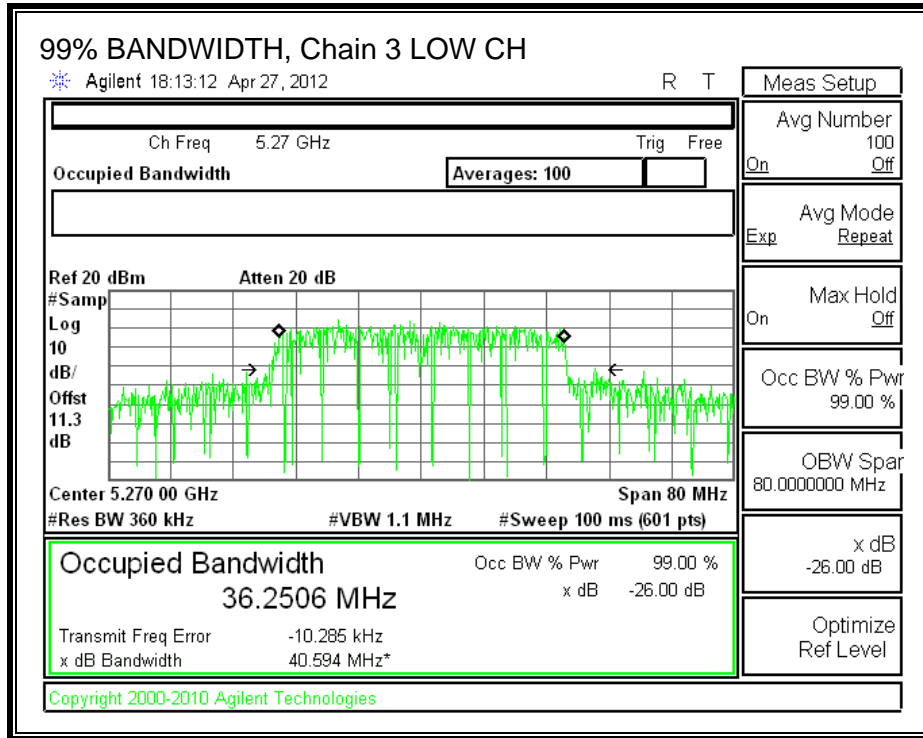 99% BANDWIDTH, Chain 3 LOW CH
Agilent 18:13:12 Apr 27, 2012 R T
Ch Freq 5.27 GHz Trig Free
Occupied Bandwidth Averages: 100
Ref 20 dBm Atten 20 dB
#Samp
Log
10
dB/
Offst
11.3
dB
Center 5.270 00 GHz Span 80 MHz
#Res BW 360 kHz #VBW 1.1 MHz #Sweep 100 ms (601 pts)
Occupied Bandwidth Occ BW % Pwr 99.00 %
36.2506 MHz x dB -26.00 dB
Transmit Freq Error -10.285 kHz
x dB Bandwidth 40.594 MHz*
Copyright 2000-2010 Agilent Technologies
Meas Setup
Avg Number
100
On Off
Avg Mode
Exp Repeat
Max Hold
On Off
Occ BW % Pwr
99.00 %
OBW Span
80.0000000 MHz
x dB
-26.00 dB
Optimize
Ref Level